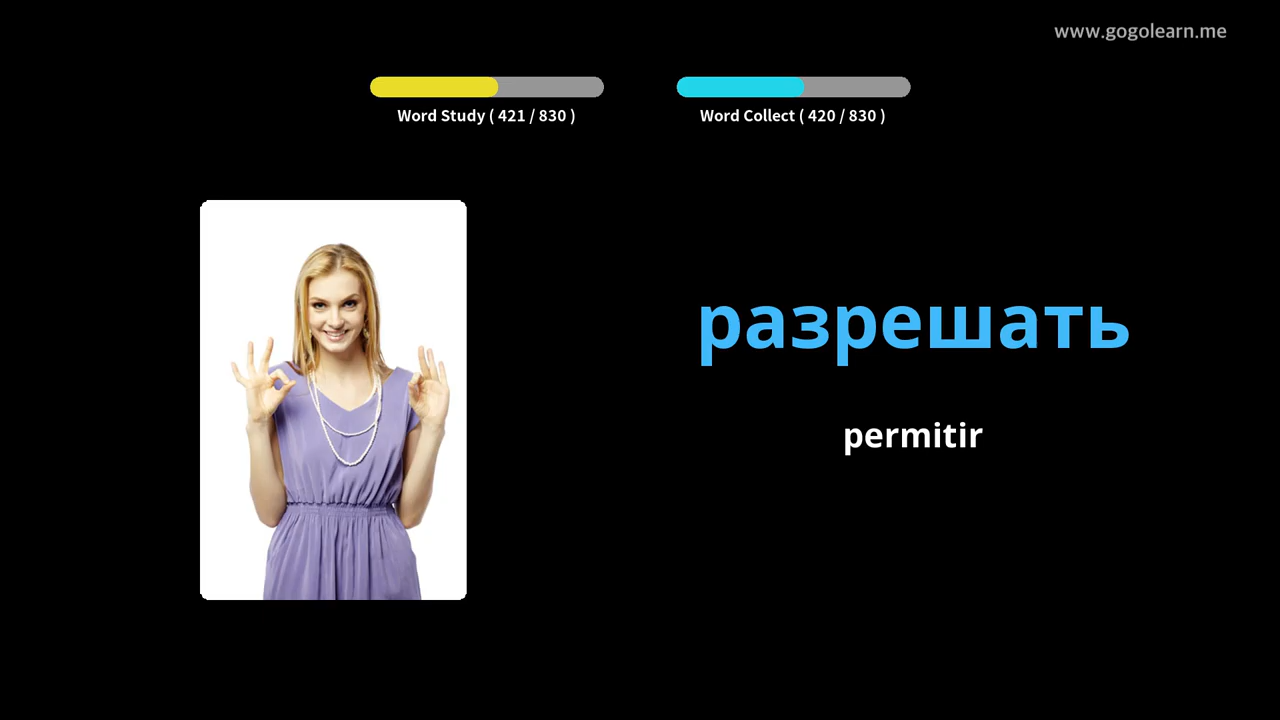 www.gogolearn.me
Word Study ( 421 / 830 )
Word Collect ( 420 / 830 )
разрешать
permitir